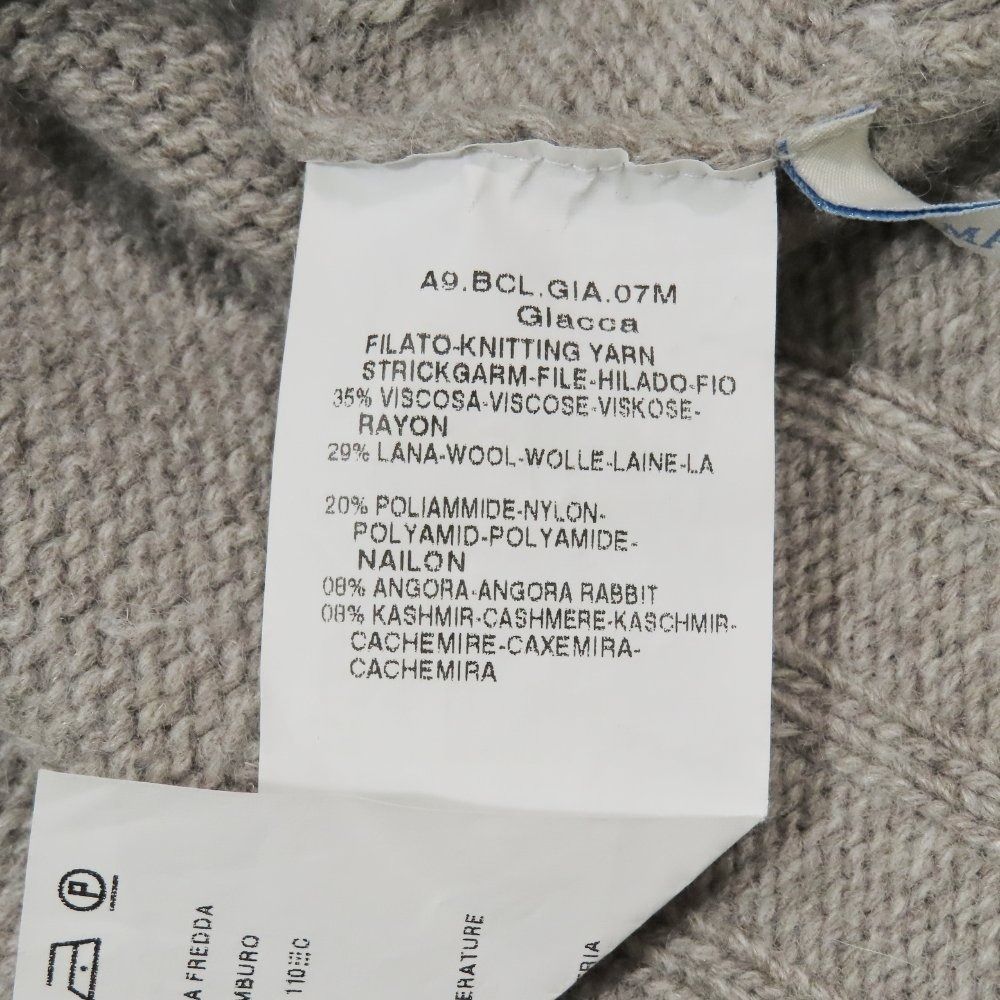 A9.BCL.GIA.07M
Giacca
FILATO-KNITTING YARN
STRICKGARM-FILE-HILADO-FIO
35% VISCOSA-VISCOSE-VISKOSE-
RAYON
29% LANA-WOOL-WOLLE-LAINE-LA
20% POLIAMMIDE-NYLON-
POLYAMID-POLYAMIDE-
NAILON
08% ANGORA-ANGORA RABBIT
08% KASHMIR-CASHMERE-KASCHMIR-
CACHEMIRE-CAXEMIRA-
CACHEMIRA
P
A FREDDA
MBURO
ERATURE
ERIA